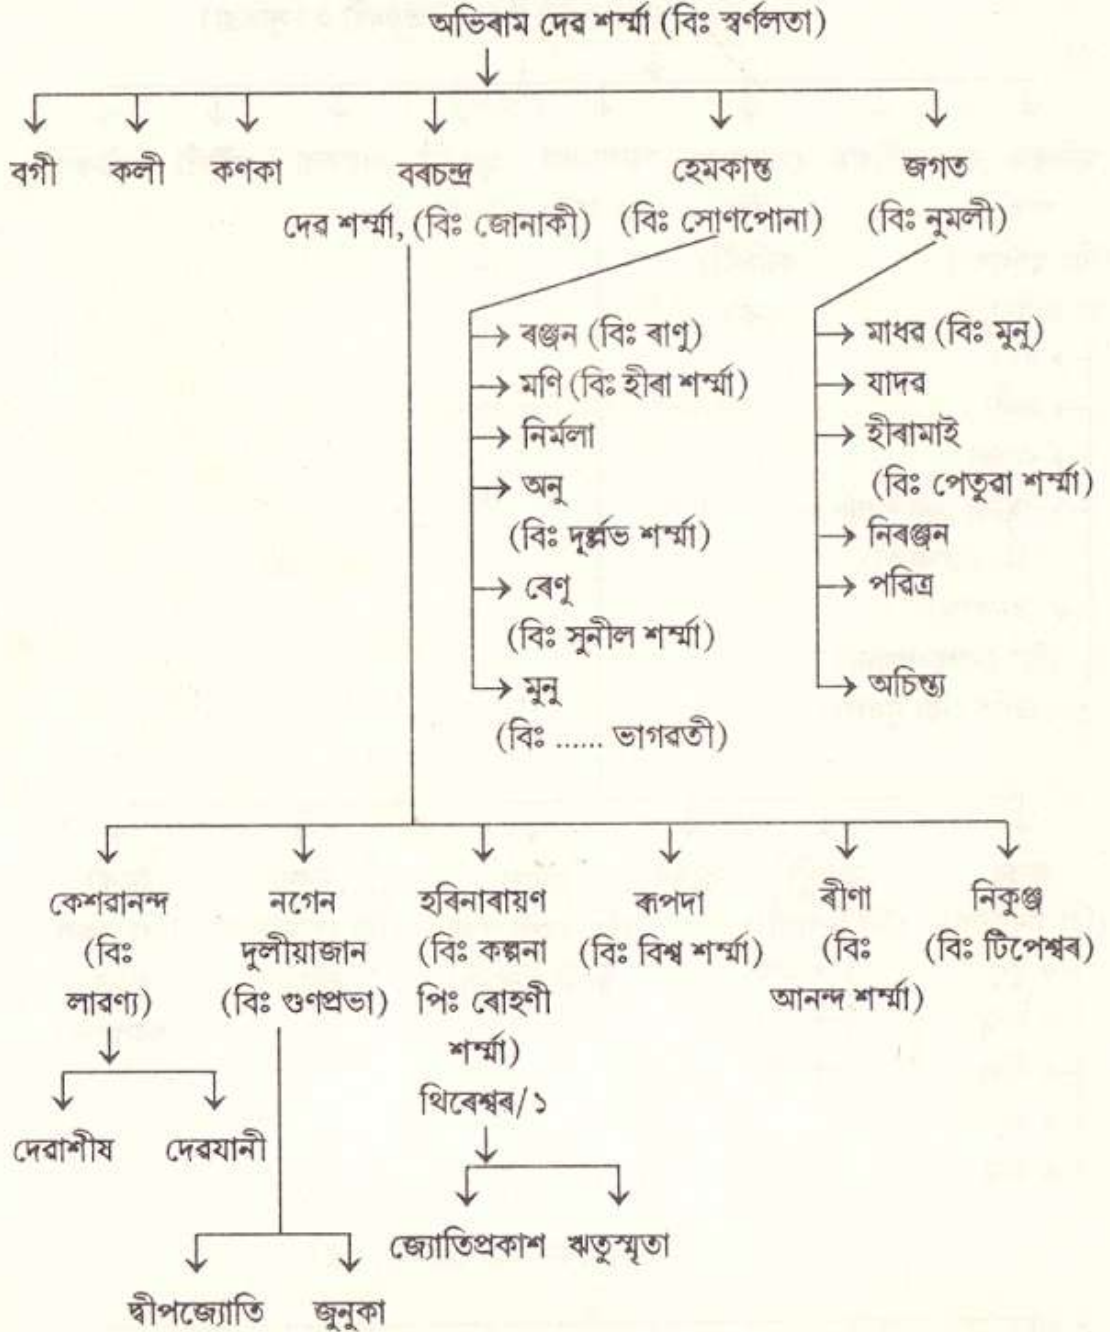 অভিৰাম দেৱ শৰ্ম্মা (বিঃ স্বৰ্ণলতা)
বগী কলী কণকা বৰচন্দ্ৰ হেমকান্ত জগত
দেৱ শৰ্ম্মা, (বিঃ জোনাকী) (বিঃ সোণপোনা) (বিঃ নুমলী)
ৰঞ্জন (বিঃ ৰাণু) মাধৱ (বিঃ মুনু)
মণি (বিঃ হীৰা শৰ্ম্মা) যাদৱ
নিৰ্মলা হীৰামাই
অনু (বিঃ পেতুৱা শৰ্ম্মা)
(বিঃ দূৰ্ল্লভ শৰ্ম্মা) নিৰঞ্জন
ৰেণু পৱিত্ৰ
(বিঃ সুনীল শৰ্ম্মা)
মুনু অচিন্ত্য
(বিঃ ...... ভাগৱতী)
কেশৱানন্দ নগেন হৰিনাৰায়ণ ৰূপদা ৰীণা নিকুঞ্জ
(বিঃ দুলীয়াজান (বিঃ কল্পনা (বিঃ বিশ্ব শৰ্ম্মা) (বিঃ (বিঃ টিপেশ্বৰ)
লাৱণ্য) (বিঃ গুণপ্ৰভা) পিঃ ৰোহণী আনন্দ শৰ্ম্মা)
শৰ্ম্মা)
থিৰেশ্বৰ/১
দেৱাশীষ দেৱযানী
জ্যোতিপ্ৰকাশ ঋতুস্মৃতা
দ্বীপজ্যোতি জুনুকা